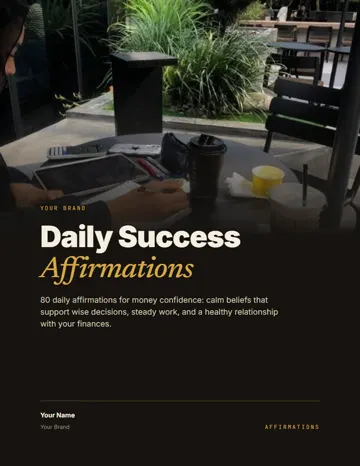 YOUR BRAND
Daily Success
Affirmations
80 daily affirmations for money confidence: calm beliefs that
support wise decisions, steady work, and a healthy relationship
with your finances.
Your Name
Your Brand
AFFIRMATIONS